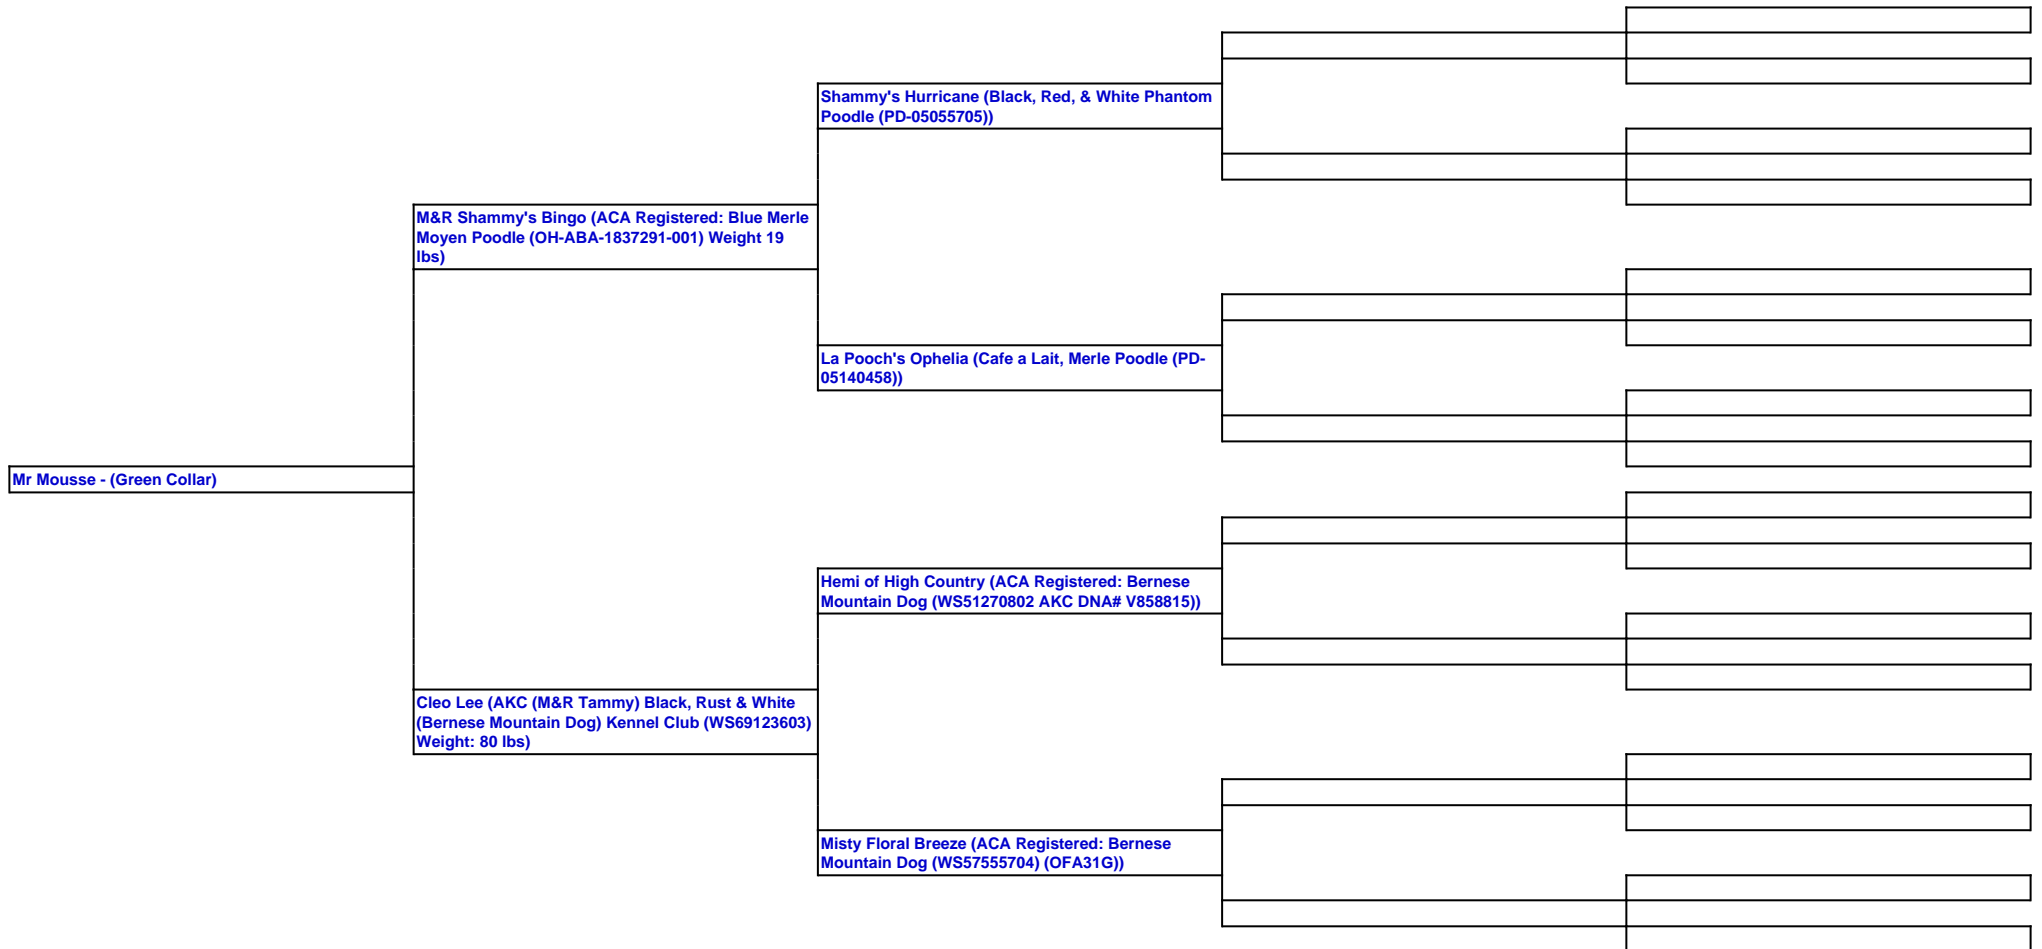 Shammy's Hurricane (Black, Red, & White Phantom
Poodle (PD-05055705))
M&R Shammy's Bingo (ACA Registered: Blue Merle
Moyen Poodle (OH-ABA-1837291-001) Weight 19
lbs)
La Pooch's Ophelia (Cafe a Lait, Merle Poodle (PD-
05140458))
Mr Mousse - (Green Collar)
Hemi of High Country (ACA Registered: Bernese
Mountain Dog (WS51270802 AKC DNA# V858815))
Cleo Lee (AKC (M&R Tammy) Black, Rust & White
(Bernese Mountain Dog) Kennel Club (WS69123603)
Weight: 80 lbs)
Misty Floral Breeze (ACA Registered: Bernese
Mountain Dog (WS57555704) (OFA31G))